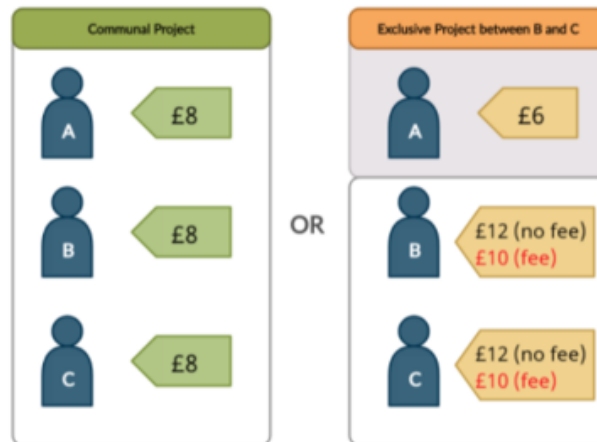 Communal Project
A
£8
B
£8
C
£8
OR
Exclusive Project between B and C
A
£6
B
£12 (no fee)
£10 (fee)
C
£12 (no fee)
£10 (fee)